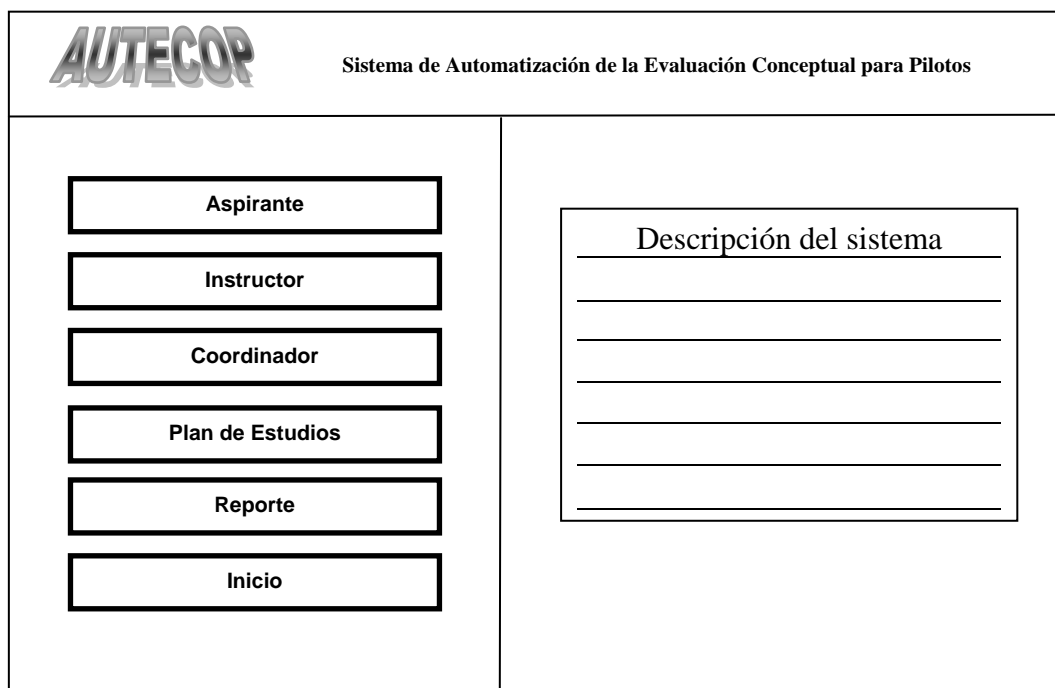 AUTECOP
Sistema de Automatización de la Evaluación Conceptual para Pilotos
Aspirante
Instructor
Coordinador
Plan de Estudios
Reporte
Inicio
Descripción del sistema